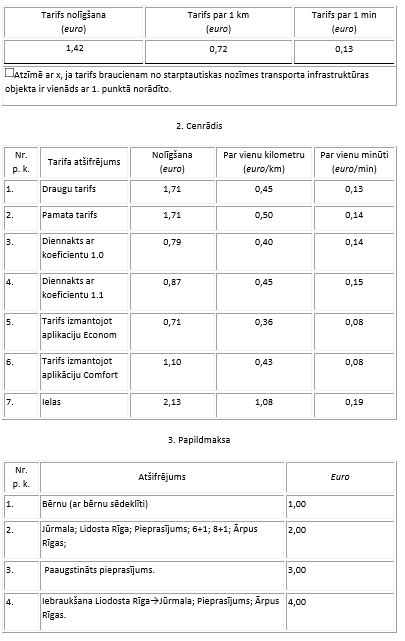 Tarifs nolīgšana Tarifs par 1 km Tarifs par 1 min
(euro) (euro) (euro)
1,42 0,72 0,13
Atzīmē ar x, ja tarifs braucienam no starptautiskas nozīmes transporta infrastruktūras
objekta ir vienāds ar 1. punktā norādīto.
2. Cenrādis
Nr. p. k. Tarifa atšifrējums Nolīgšana (euro) Par vienu kilometru (euro/km) Par vienu minūti (euro/min)
1. Draugu tarifs 1,71 0,45 0,13
2. Pamata tarifs 1,71 0,50 0,14
3. Diennakts ar 0,79 0,40 0,14
koeficientu 1.0
4. Diennakts ar 0,87 0,45 0,15
koeficientu 1.1
5. Tarifs izmantojot 0,71 0,36 0,08
aplikaciju Econom
6. Tarifs izmantojot 1,10 0,43 0,08
aplikāciju Comfort
7. Ielas 2,13 1,08 0,19
3. Papildmaksa
Nr. p. k. Atšifrējums Euro
1. Bērnu (ar bērnu sēdeklīti) 1,00
2. Jūrmala; Lidosta Rīga; Pieprasījums; 6+1; 8+1; Ārpus 2,00
Rīgas;
3. Paaugstināts pieprasījums. 3,00
4. Iebraukšana Liodosta Rīga→Jūrmala; Pieprasījums; Ārpus 4,00
Rīgas.